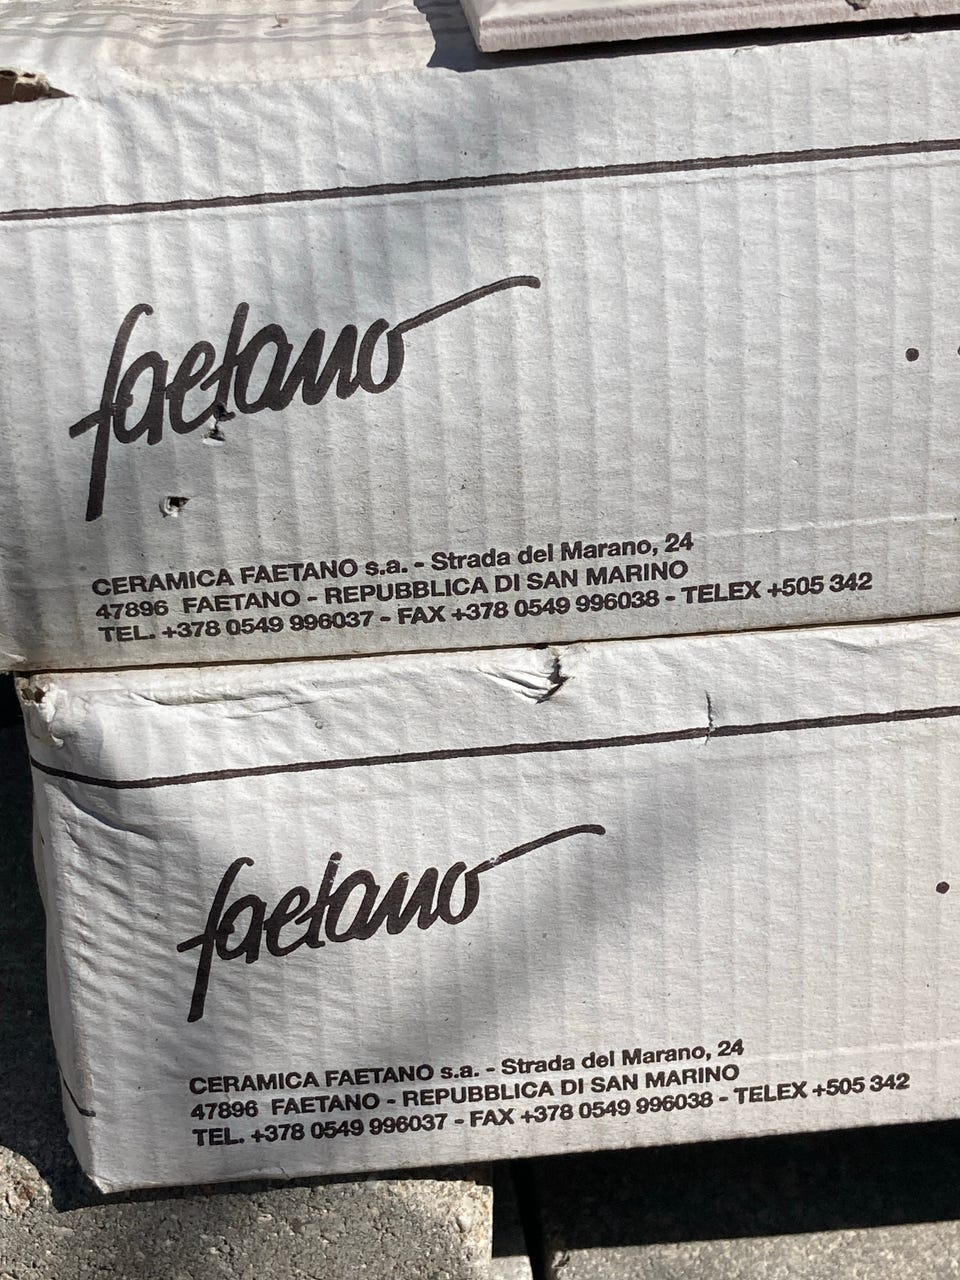 faetano
CERAMICA FAETANO s.a. - Strada del Marano, 24
47896 FAETANO - REPUBBLICA DI SAN MARINO
TEL. +378 0549 996037 - FAX +378 0549 996038 - TELEX +505 342
faetano
CERAMICA FAETANO s.a. - Strada del Marano, 24
47896 FAETANO - REPUBBLICA DI SAN MARINO
TEL. +378 0549 996037 - FAX +378 0549 996038 - TELEX +505 342